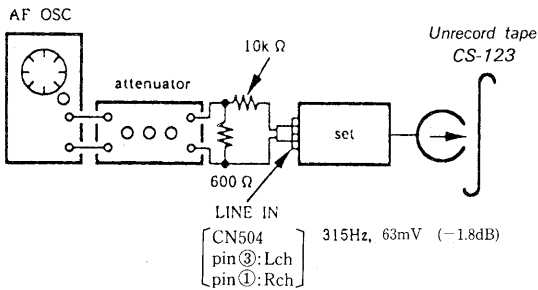 AF OSC
Unrecord tape
CS-123
10k Ω
attenuator
set
600 Ω
LINE IN
CN504
pin③:Lch
pin①:Rch
315Hz, 63mV (−1.8dB)